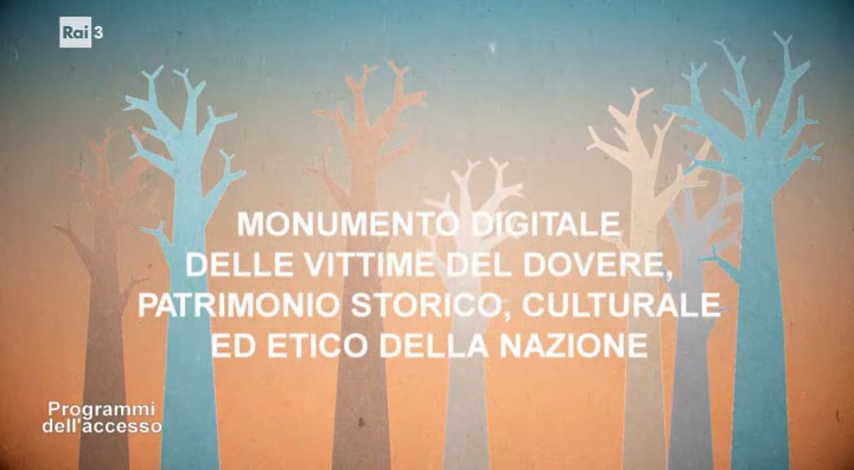 Rai 3
MONUMENTO DIGITALE
DELLE VITTIME DEL DOVERE,
PATRIMONIO STORICO, CULTURALE
ED ETICO DELLA NAZIONE
Programmi
dell'accesso